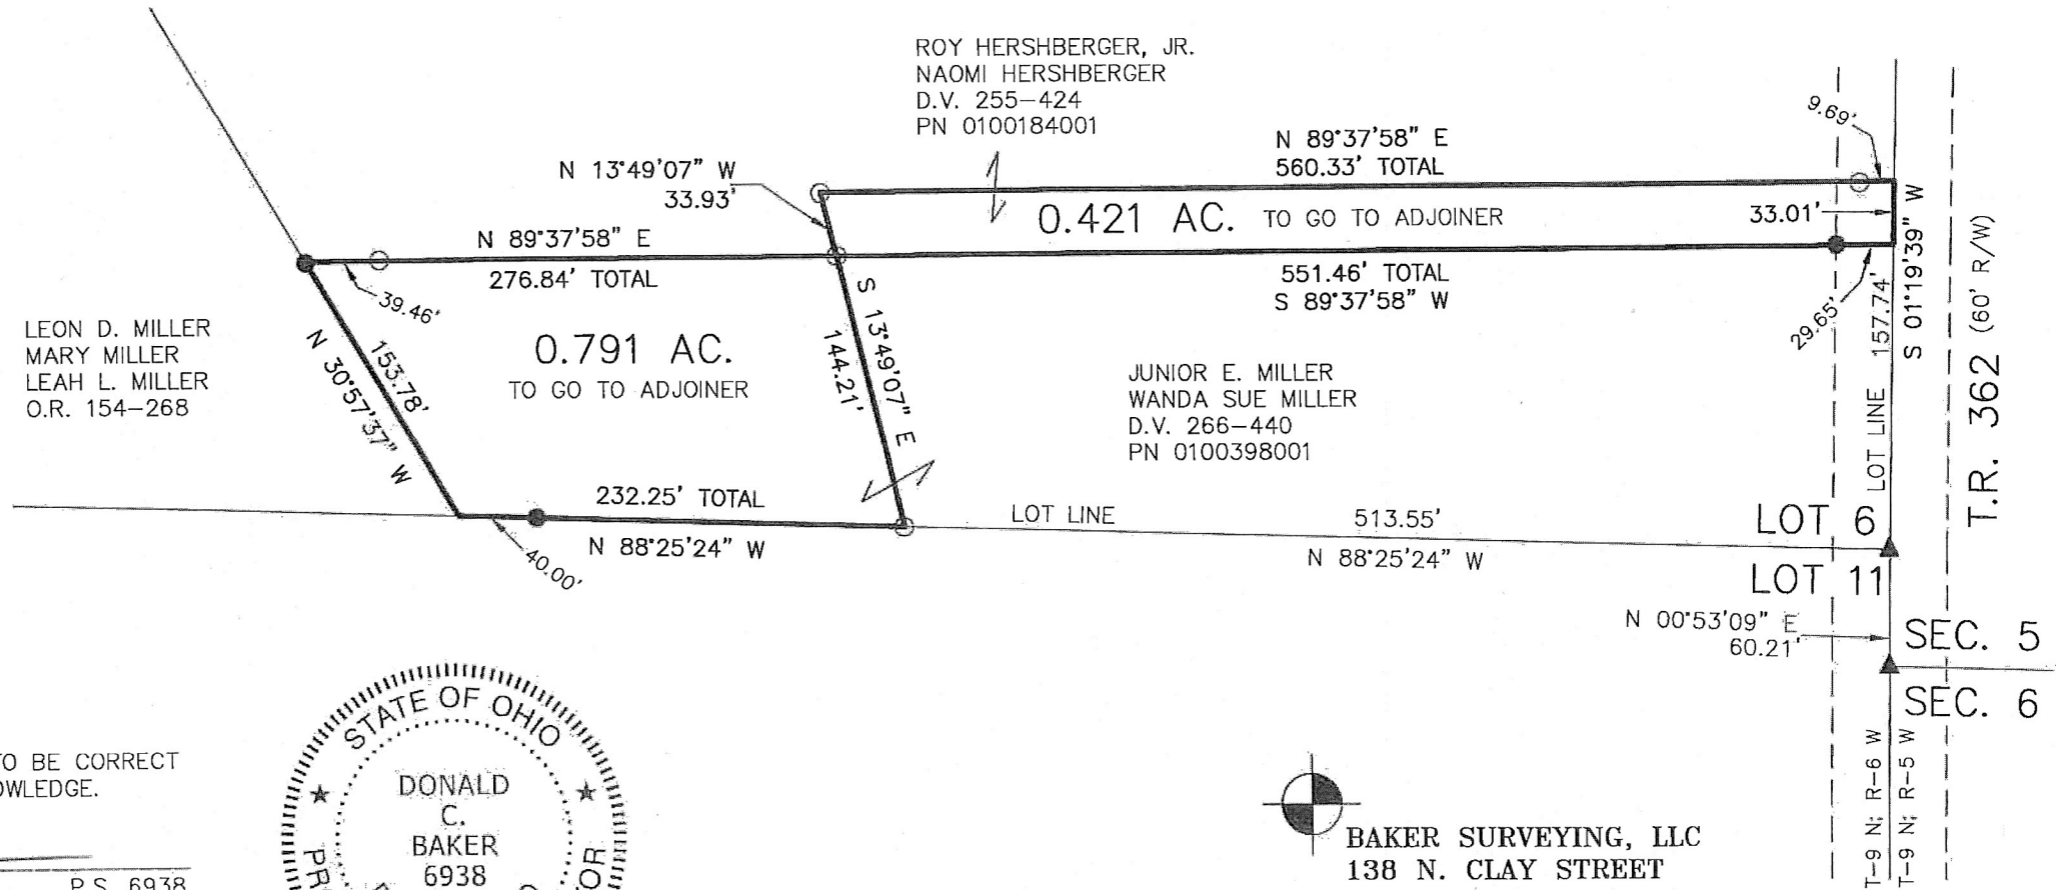 ROY HERSHBERGER, JR.
NAOMI HERSHBERGER
D.V. 255–424
PN 0100184001
9.69'
N 89°37'58" E
560.33' TOTAL
N 13°49'07" W
33.93'
0.421 AC. TO GO TO ADJOINER
33.01'
S 01°19'39" W
N 89°37'58" E
276.84' TOTAL
39.46'
551.46' TOTAL
S 89°37'58" W
29.65'
LOT LINE 157.74'
T.R. 362 (60' R/W)
LEON D. MILLER
MARY MILLER
LEAH L. MILLER
O.R. 154–268
153.78'
N 30°57'37" W
0.791 AC.
TO GO TO ADJOINER
S 13°49'07" E
144.21'
JUNIOR E. MILLER
WANDA SUE MILLER
D.V. 266–440
PN 0100398001
232.25' TOTAL
N 88°25'24" W
40.00'
LOT LINE
513.55'
N 88°25'24" W
LOT 6
LOT 11
N 00°53'09" E
60.21'
SEC. 5
SEC. 6
T–9 N; R–6 W
T–9 N; R–5 W
TO BE CORRECT
OWLEDGE.
P.S. 6938
STATE OF OHIO
DONALD
C.
BAKER
6938
BAKER SURVEYING, LLC
138 N. CLAY STREET